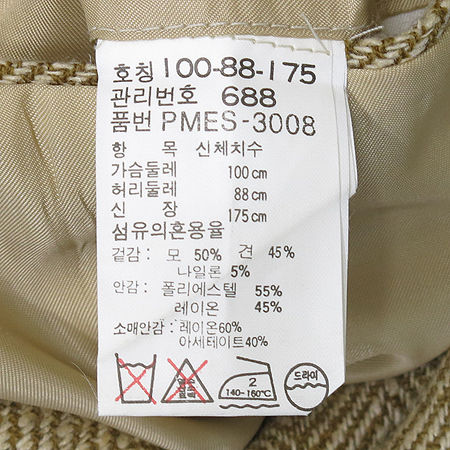 호칭 100-88-175
관리번호 688
품번 PMES-3008
항 목 신체치수
가슴둘레 100cm
허리둘레 88cm
신 장 175cm
섬유의혼용율
겉감 : 모 50% 견 45%
나일론 5%
안감 : 폴리에스텔 55%
레이온 45%
소매안감 : 레이온60%
아세테이트40%
2
140~160℃
드라이